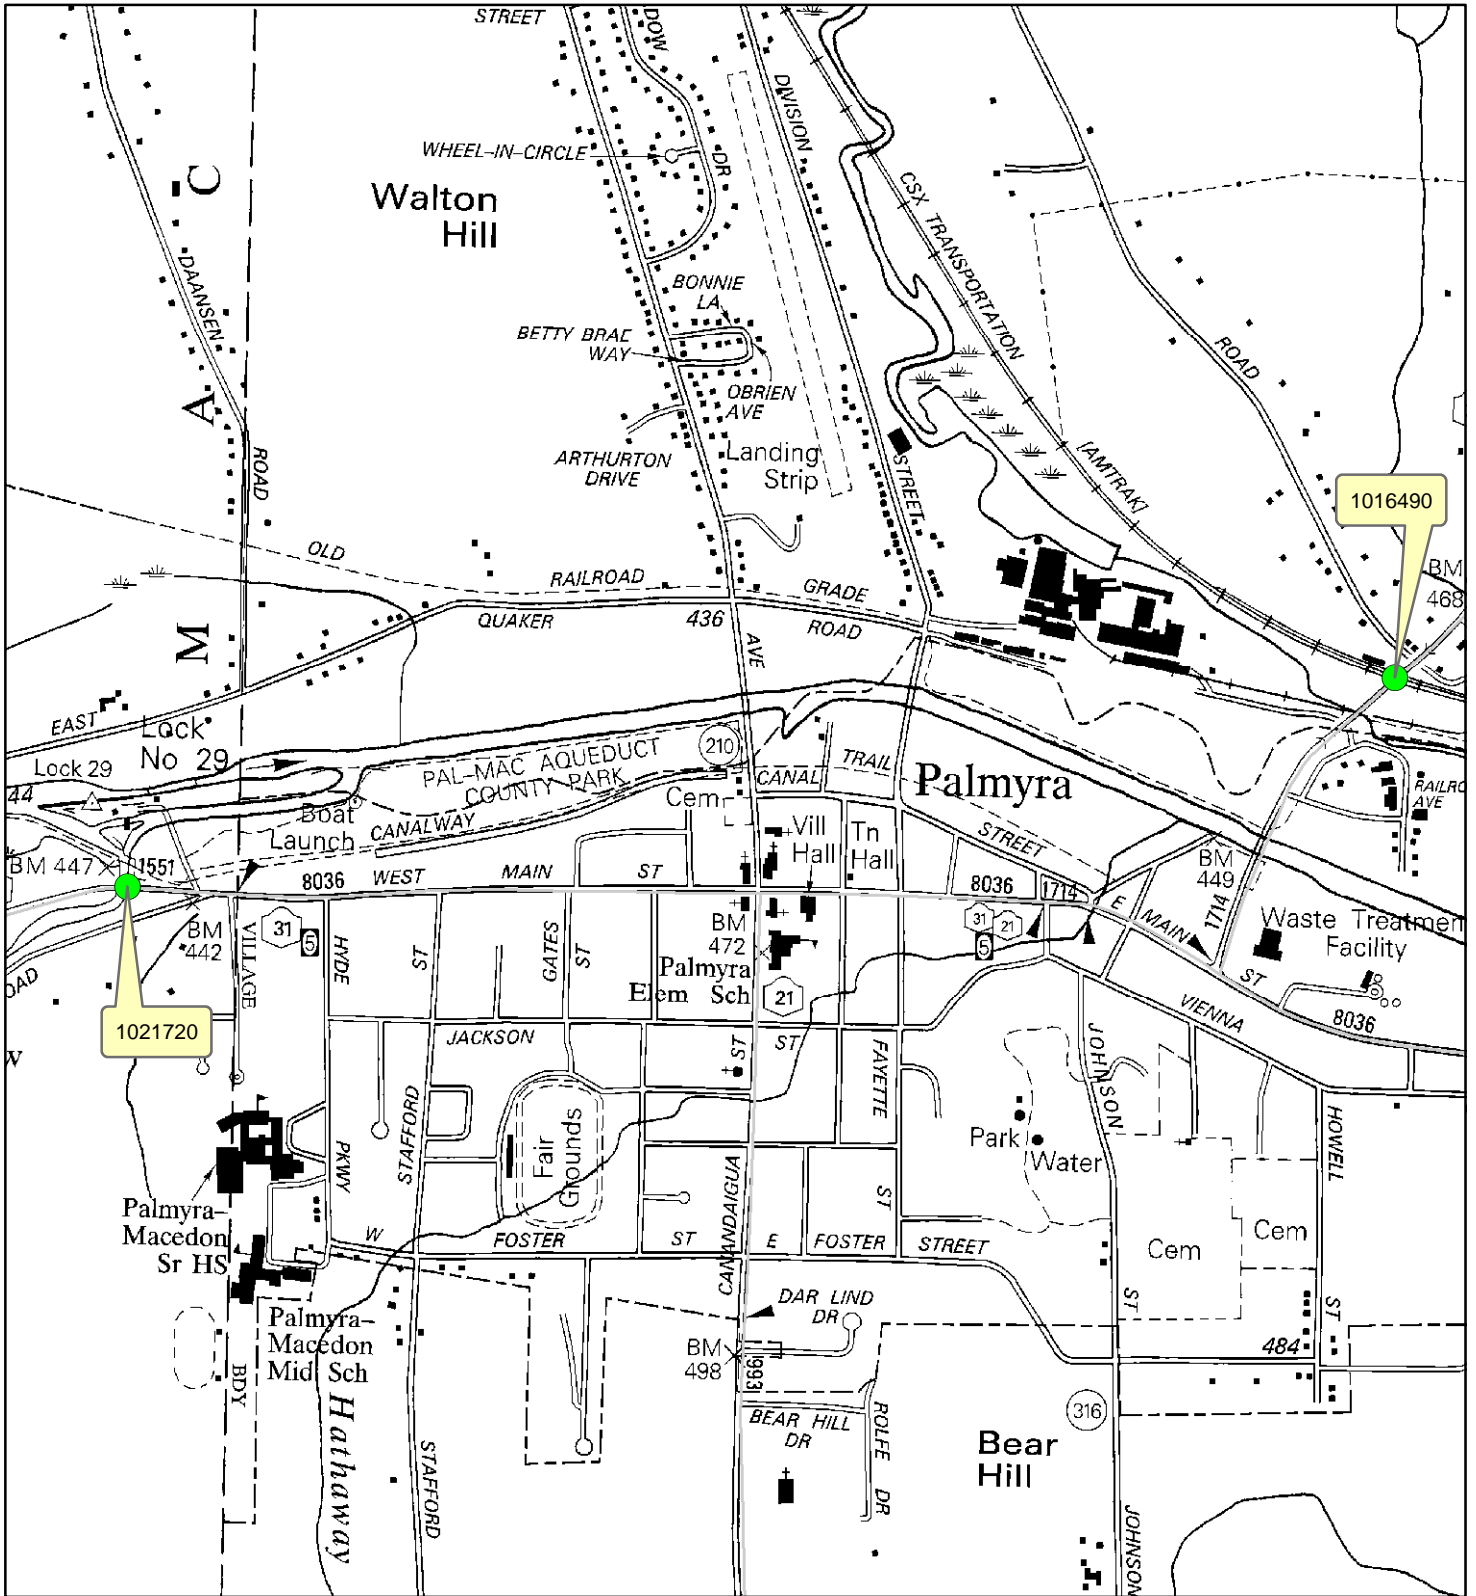 STREET
DOW
DIVISION
WHEEL-IN-CIRCLE
DR
C
Walton
Hill
CSX TRANSPORTATION
DAANSEN
BONNIE
LA
BETTY BRAE
WAY
ROAD
A
OBRIEN
AVE
ARTHURTON
DRIVE
Landing
Strip
STREET
[AMTRAK]
ROAD
1016490
OLD
RAILROAD
GRADE
BM
468
QUAKER
436
ROAD
M
AVE
EAST
Lock
No 29
Lock 29
44
PAL-MAC AQUEDUCT
COUNTY PARK
210
CANAL
TRAIL
Palmyra
Cem
Boat
Launch
CANALWAY
RAILRO
AVE
Vill
Hall
Tn
Hall
STREET
BM 447
1551
8036
WEST
MAIN
ST
8036
1714
E
MAIN
ST
BM
449
1714
BM
442
VILLAGE
31
5
HYDE
ST
GATES
ST
BM
472
Palmyra
Elem Sch
21
31
21
5
Waste Treatmen
Facility
OAD
1021720
W
JACKSON
ST
ST
VIENNA
8036
JOHNSON
FAYETTE
STAFFORD
Fair
Grounds
Park
Water
HOWELL
PKWY
CANANDAIGUA
ST
Palmyra-
Macedon
Sr HS
W
FOSTER
ST
E
FOSTER
STREET
Cem
Cem
Palmyra-
Macedon
Mid Sch
DAR LIND
DR
ST
ST
BM
498
993
484
BDY
Hathaway
STAFFORD
BEAR HILL
DR
ROLFE DR
316
Bear
Hill
JOHNSON